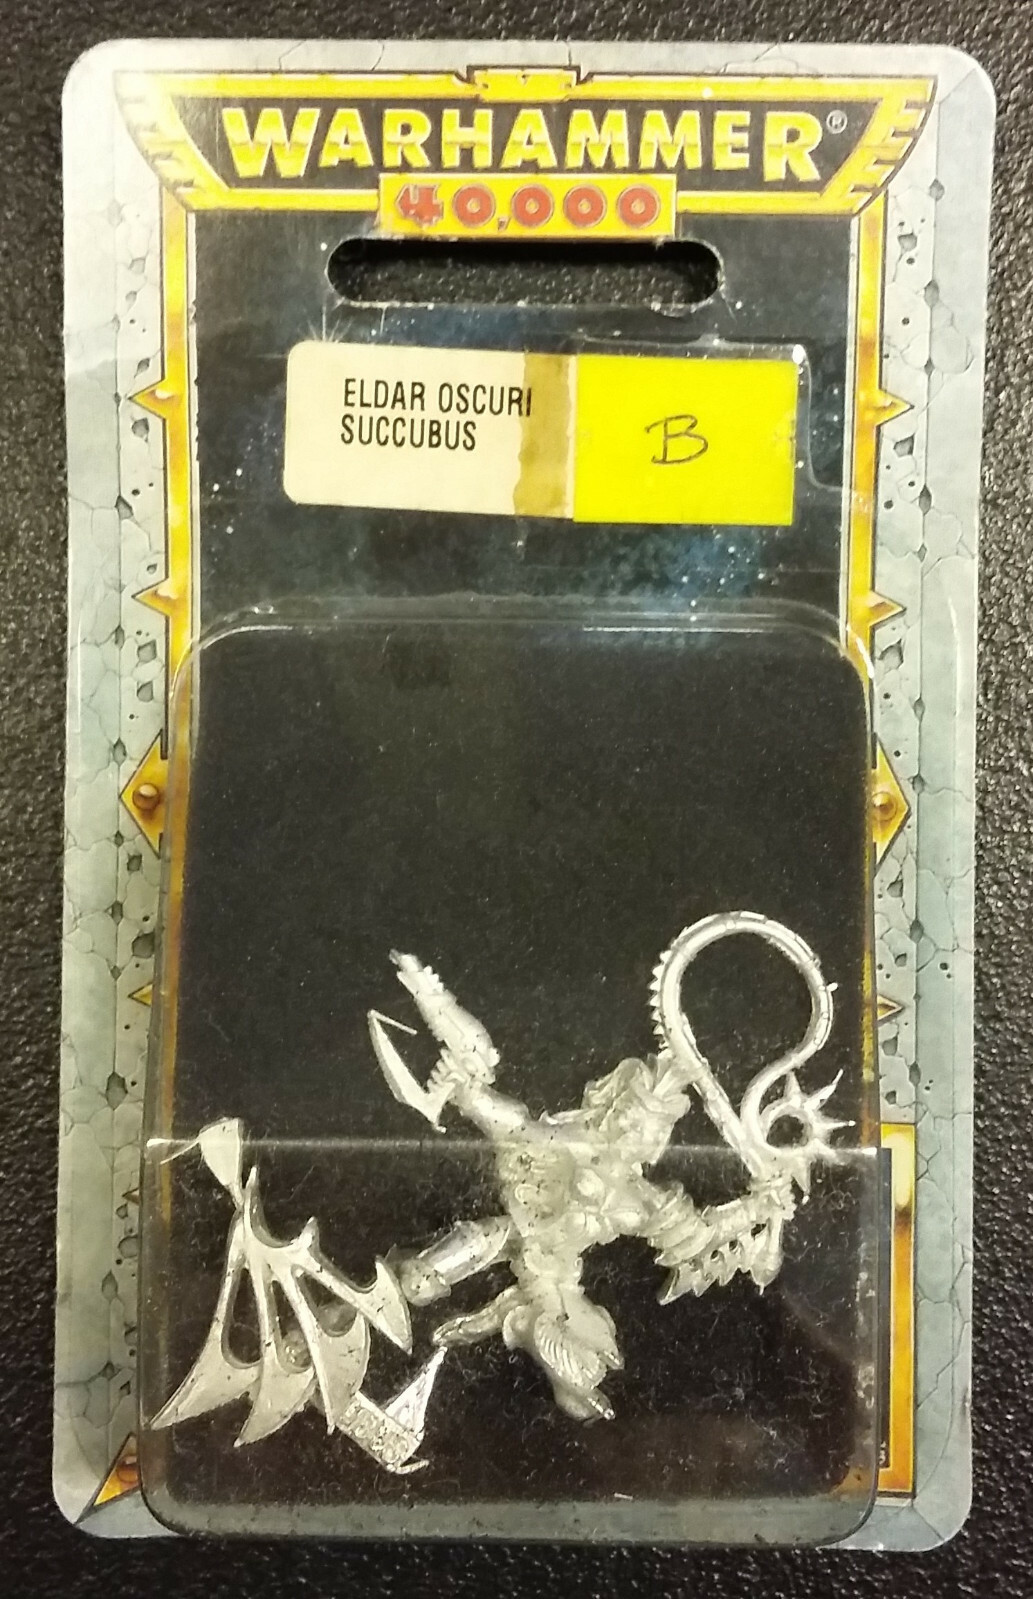 WARHAMMER®
40,000
ELDAR OSCURI
SUCCUBUS
B